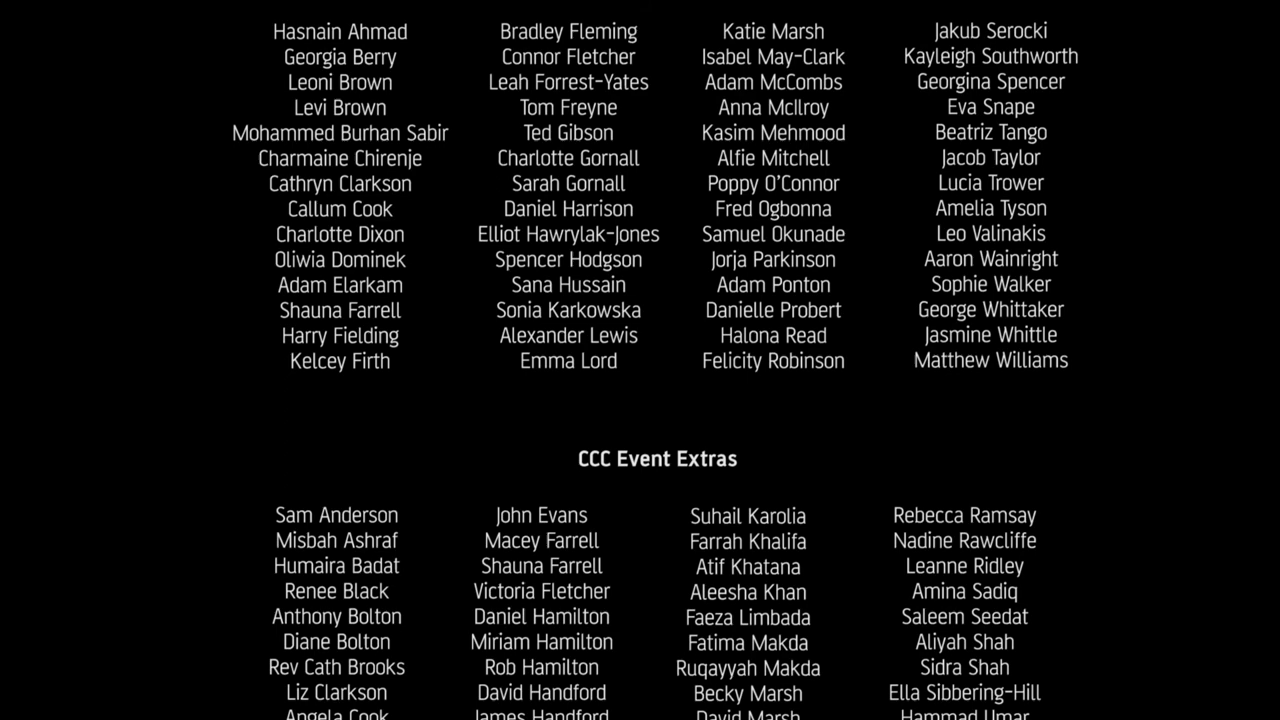 Hasnain Ahmad Bradley Fleming Katie Marsh Jakub Serocki
Georgia Berry Connor Fletcher Isabel May-Clark Kayleigh Southworth
Leoni Brown Leah Forrest-Yates Adam McCombs Georgina Spencer
Levi Brown Tom Freyne Anna McIlroy Eva Snape
Mohammed Burhan Sabir Ted Gibson Kasim Mehmood Beatriz Tango
Charmaine Chirenje Charlotte Gornall Alfie Mitchell Jacob Taylor
Cathryn Clarkson Sarah Gornall Poppy O'Connor Lucia Trower
Callum Cook Daniel Harrison Fred Ogbonna Amelia Tyson
Charlotte Dixon Elliot Hawrylak-Jones Samuel Okunade Leo Valinakis
Oliwia Dominek Spencer Hodgson Jorja Parkinson Aaron Wainright
Adam Elarkam Sana Hussain Adam Ponton Sophie Walker
Shauna Farrell Sonia Karkowska Danielle Probert George Whittaker
Harry Fielding Alexander Lewis Halona Read Jasmine Whittle
Kelcey Firth Emma Lord Felicity Robinson Matthew Williams
CCC Event Extras
Sam Anderson John Evans Suhail Karolia Rebecca Ramsay
Misbah Ashraf Macey Farrell Farrah Khalifa Nadine Rawcliffe
Humaira Badat Shauna Farrell Atif Khatana Leanne Ridley
Renee Black Victoria Fletcher Aleesha Khan Amina Sadiq
Anthony Bolton Daniel Hamilton Faeza Limbada Saleem Seedat
Diane Bolton Miriam Hamilton Fatima Makda Aliyah Shah
Rev Cath Brooks Rob Hamilton Ruqayyah Makda Sidra Shah
Liz Clarkson David Handford Becky Marsh Ella Sibbering-Hill
Angela Cook James Handford David Marsh Hammad Umar